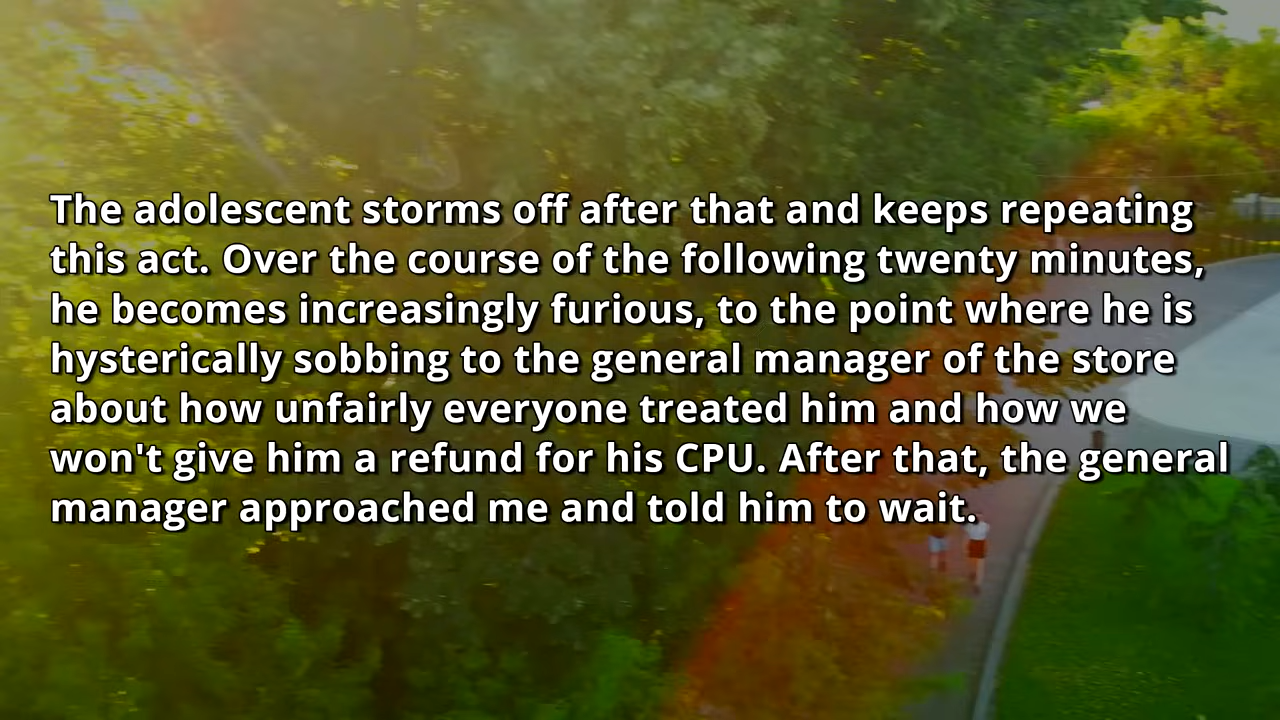 The adolescent storms off after that and keeps repeating
this act. Over the course of the following twenty minutes,
he becomes increasingly furious, to the point where he is
hysterically sobbing to the general manager of the store
about how unfairly everyone treated him and how we
won't give him a refund for his CPU. After that, the general
manager approached me and told him to wait.